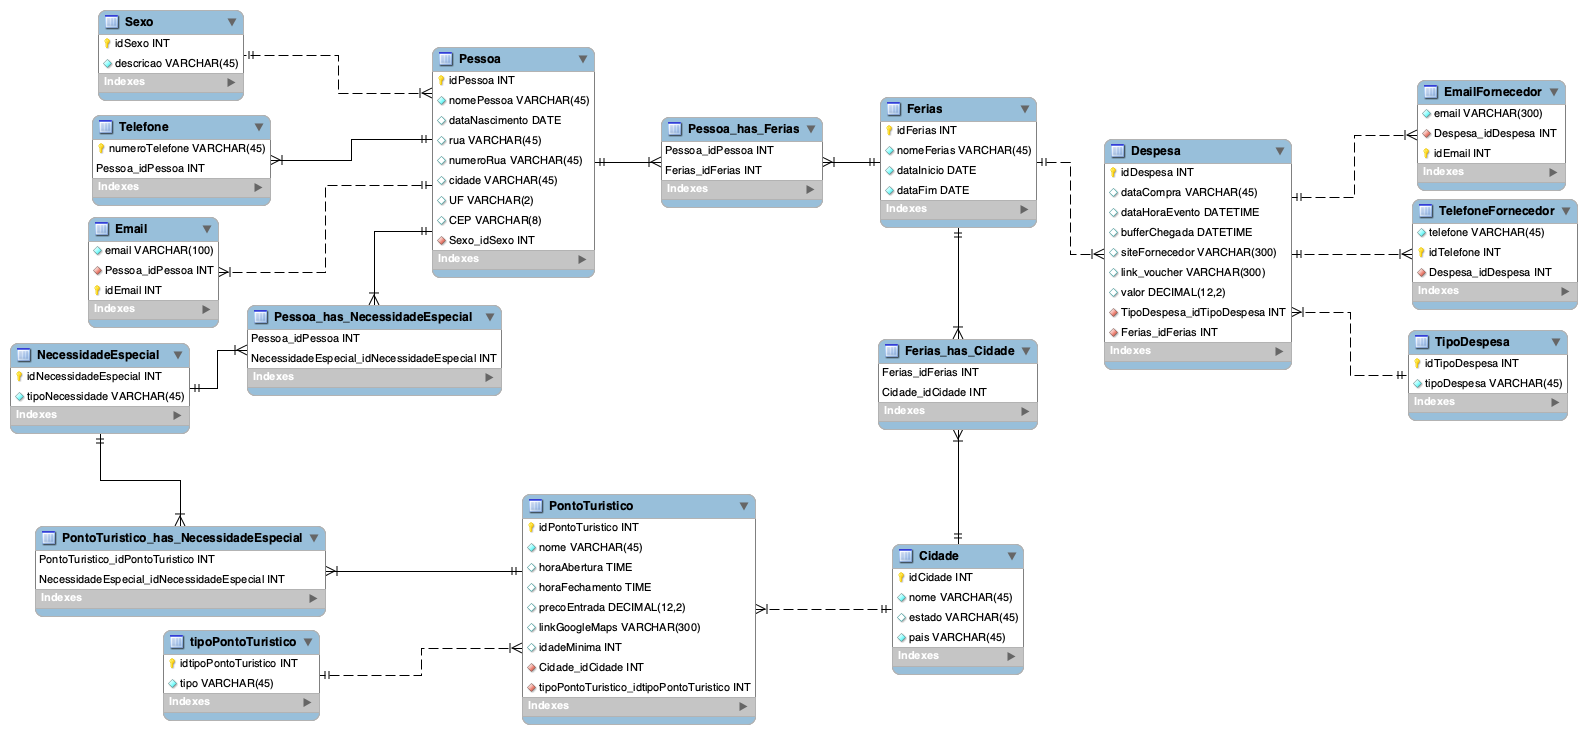 Sexo
idSexo INT
descricao VARCHAR(45)
Indexes
Telefone
numeroTelefone VARCHAR(45)
Pessoa_idPessoa INT
Indexes
Email
email VARCHAR(100)
Pessoa_idPessoa INT
idEmail INT
Indexes
Pessoa
idPessoa INT
nomePessoa VARCHAR(45)
dataNascimento DATE
rua VARCHAR(45)
numeroRua VARCHAR(45)
cidade VARCHAR(45)
UF VARCHAR(2)
CEP VARCHAR(8)
Sexo_idSexo INT
Indexes
Pessoa_has_Ferias
Pessoa_idPessoa INT
Ferias_idFerias INT
Indexes
Ferias
idFerias INT
nomeFerias VARCHAR(45)
dataInicio DATE
dataFim DATE
Indexes
Despesa
idDespesa INT
dataCompra VARCHAR(45)
dataHoraEvento DATETIME
bufferChegada DATETIME
siteFornecedor VARCHAR(300)
link_voucher VARCHAR(300)
valor DECIMAL(12,2)
TipoDespesa_idTipoDespesa INT
Ferias_idFerias INT
Indexes
EmailFornecedor
email VARCHAR(300)
Despesa_idDespesa INT
idEmail INT
Indexes
TelefoneFornecedor
telefone VARCHAR(45)
idTelefone INT
Despesa_idDespesa INT
Indexes
TipoDespesa
idTipoDespesa INT
tipoDespesa VARCHAR(45)
Indexes
Pessoa_has_NecessidadeEspecial
Pessoa_idPessoa INT
NecessidadeEspecial_idNecessidadeEspecial INT
Indexes
NecessidadeEspecial
idNecessidadeEspecial INT
tipoNecessidade VARCHAR(45)
Indexes
Ferias_has_Cidade
Ferias_idFerias INT
Cidade_idCidade INT
Indexes
PontoTuristico_has_NecessidadeEspecial
PontoTuristico_idPontoTuristico INT
NecessidadeEspecial_idNecessidadeEspecial INT
Indexes
tipoPontoTuristico
idtipoPontoTuristico INT
tipo VARCHAR(45)
Indexes
PontoTuristico
idPontoTuristico INT
nome VARCHAR(45)
horaAbertura TIME
horaFechamento TIME
precoEntrada DECIMAL(12,2)
linkGoogleMaps VARCHAR(300)
idadeMinima INT
Cidade_idCidade INT
tipoPontoTuristico_idtipoPontoTuristico INT
Indexes
Cidade
idCidade INT
nome VARCHAR(45)
estado VARCHAR(45)
pais VARCHAR(45)
Indexes